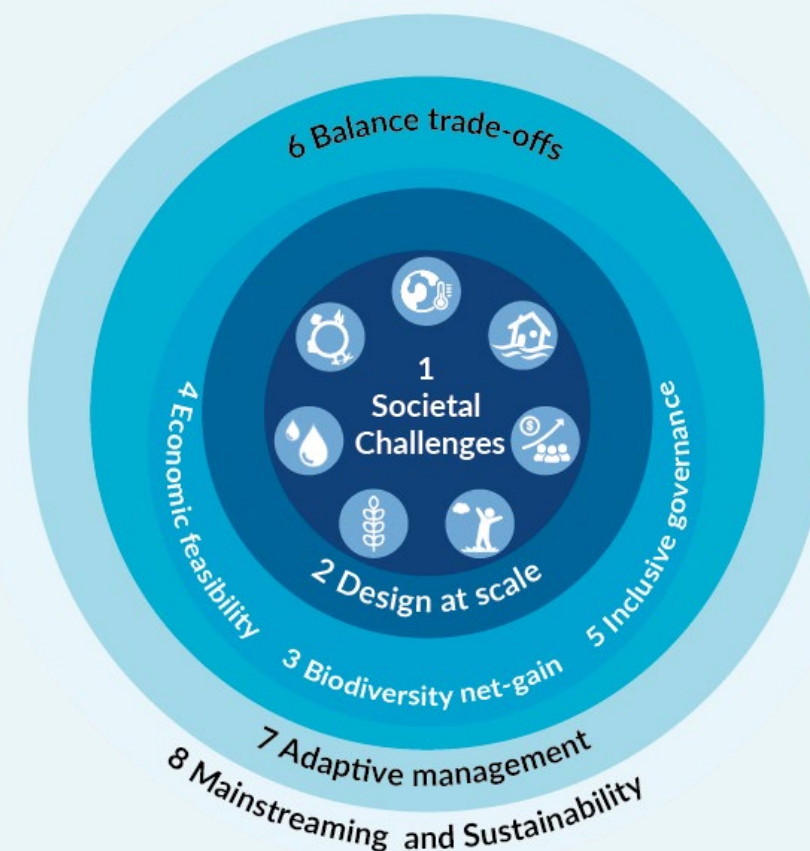 6 Balance trade-offs
1
Societal
Challenges
$
4 Economic feasibility
5 Inclusive governance
2 Design at scale
3 Biodiversity net-gain
7 Adaptive management
8 Mainstreaming and Sustainability